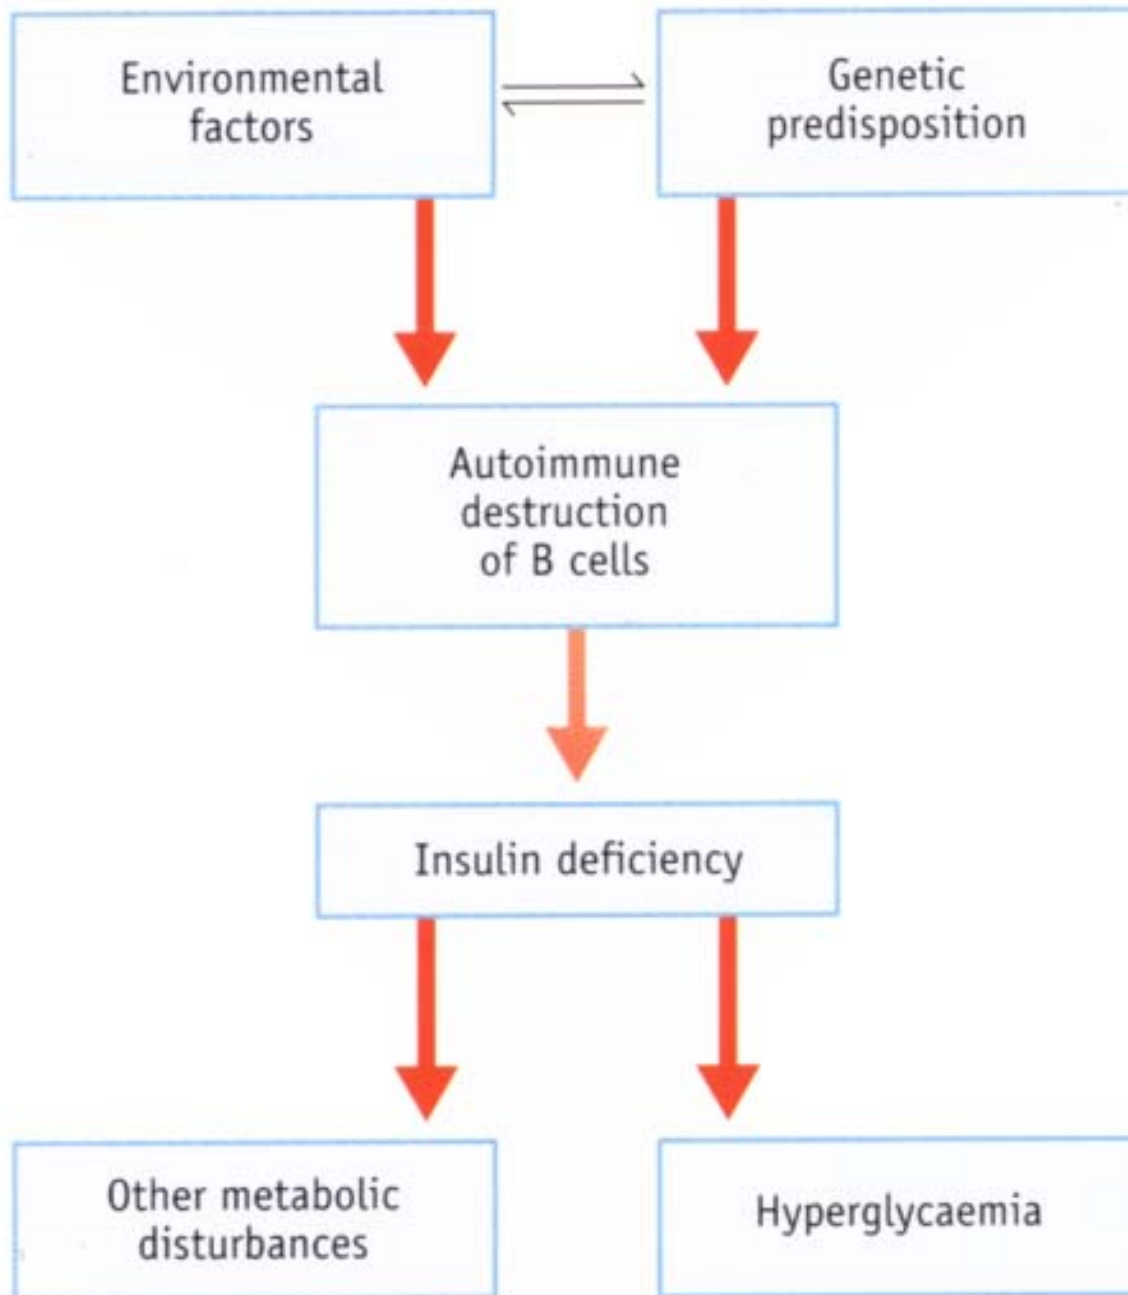 Environmental
factors
Genetic
predisposition
Autoimmune
destruction
of B cells
Insulin deficiency
Other metabolic
disturbances
Hyperglycaemia